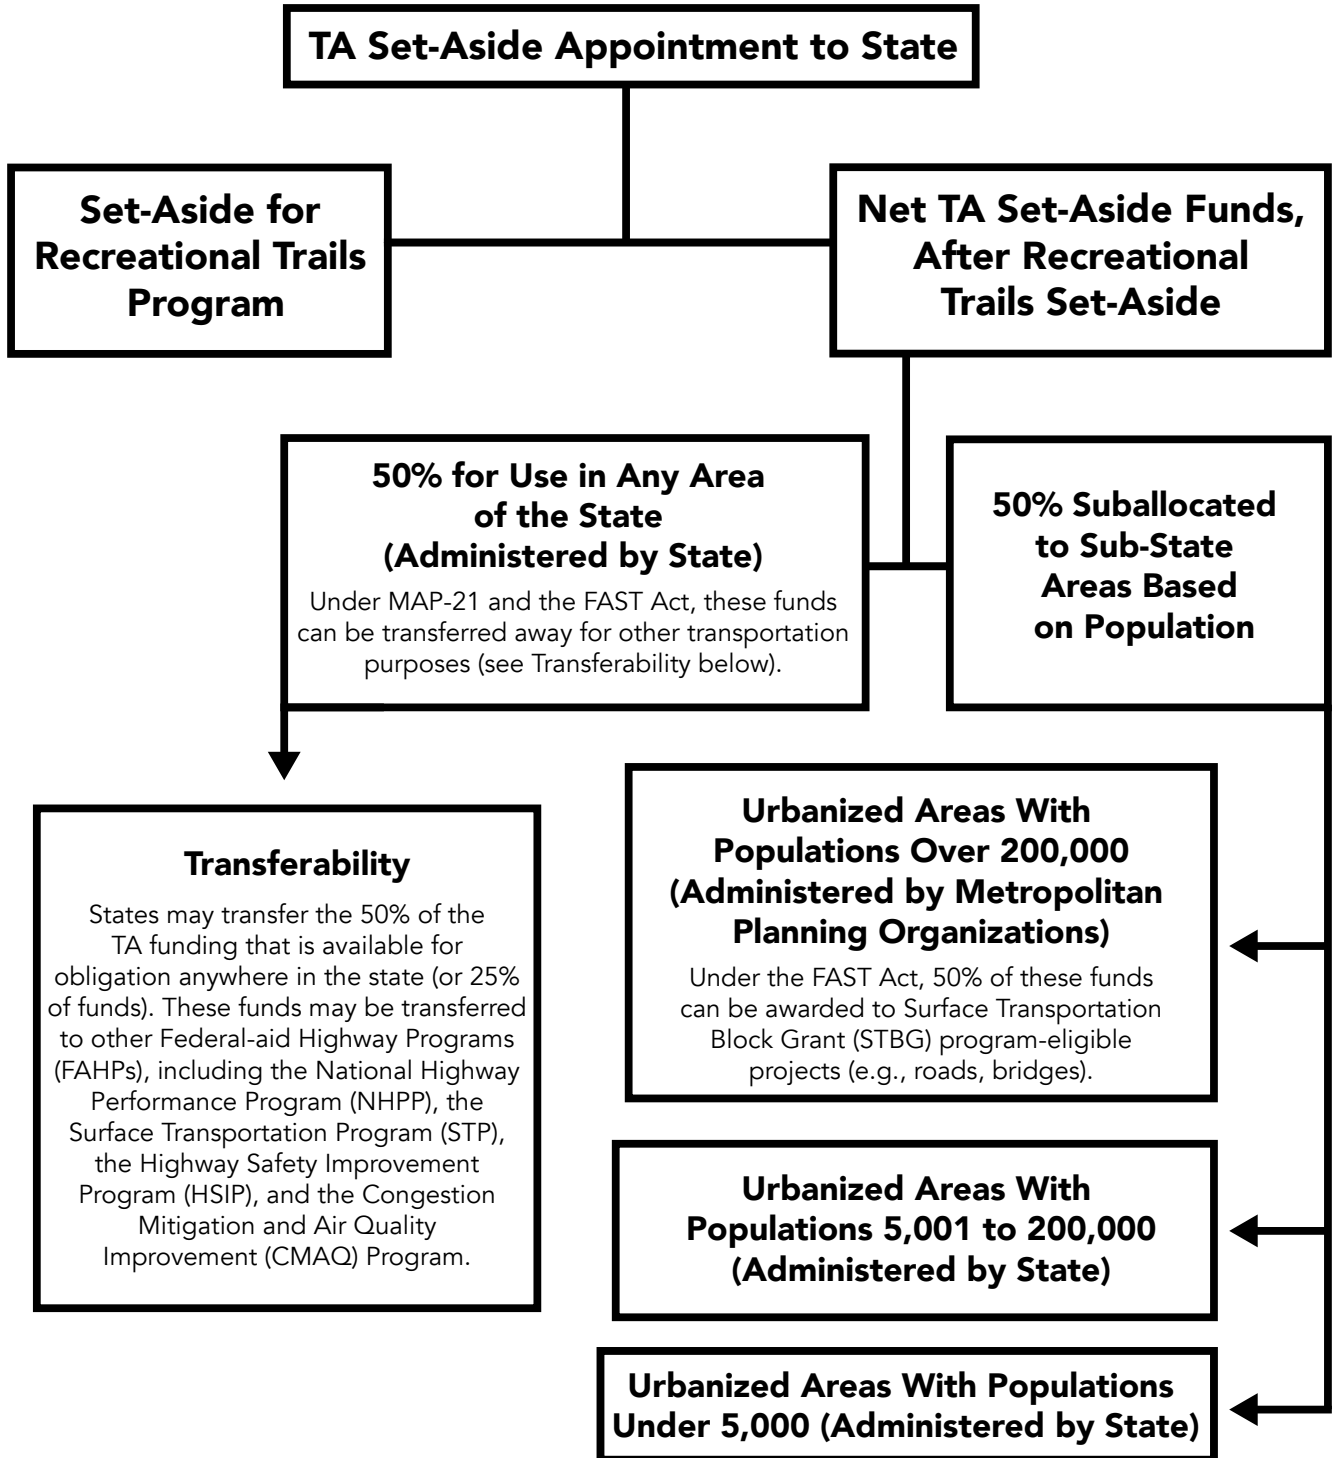 TA Set-Aside Appointment to State
Set-Aside for
Recreational Trails
Program
Net TA Set-Aside Funds,
After Recreational
Trails Set-Aside
50% for Use in Any Area
of the State
(Administered by State)
Under MAP-21 and the FAST Act, these funds
can be transferred away for other transportation
purposes (see Transferability below).
50% Suballocated
to Sub-State
Areas Based
on Population
Transferability
States may transfer the 50% of the
TA funding that is available for
obligation anywhere in the state (or 25%
of funds). These funds may be transferred
to other Federal-aid Highway Programs
(FAHPs), including the National Highway
Performance Program (NHPP), the
Surface Transportation Program (STP),
the Highway Safety Improvement
Program (HSIP), and the Congestion
Mitigation and Air Quality
Improvement (CMAQ) Program.
Urbanized Areas With
Populations Over 200,000
(Administered by Metropolitan
Planning Organizations)
Under the FAST Act, 50% of these funds
can be awarded to Surface Transportation
Block Grant (STBG) program-eligible
projects (e.g., roads, bridges).
Urbanized Areas With
Populations 5,001 to 200,000
(Administered by State)
Urbanized Areas With Populations
Under 5,000 (Administered by State)